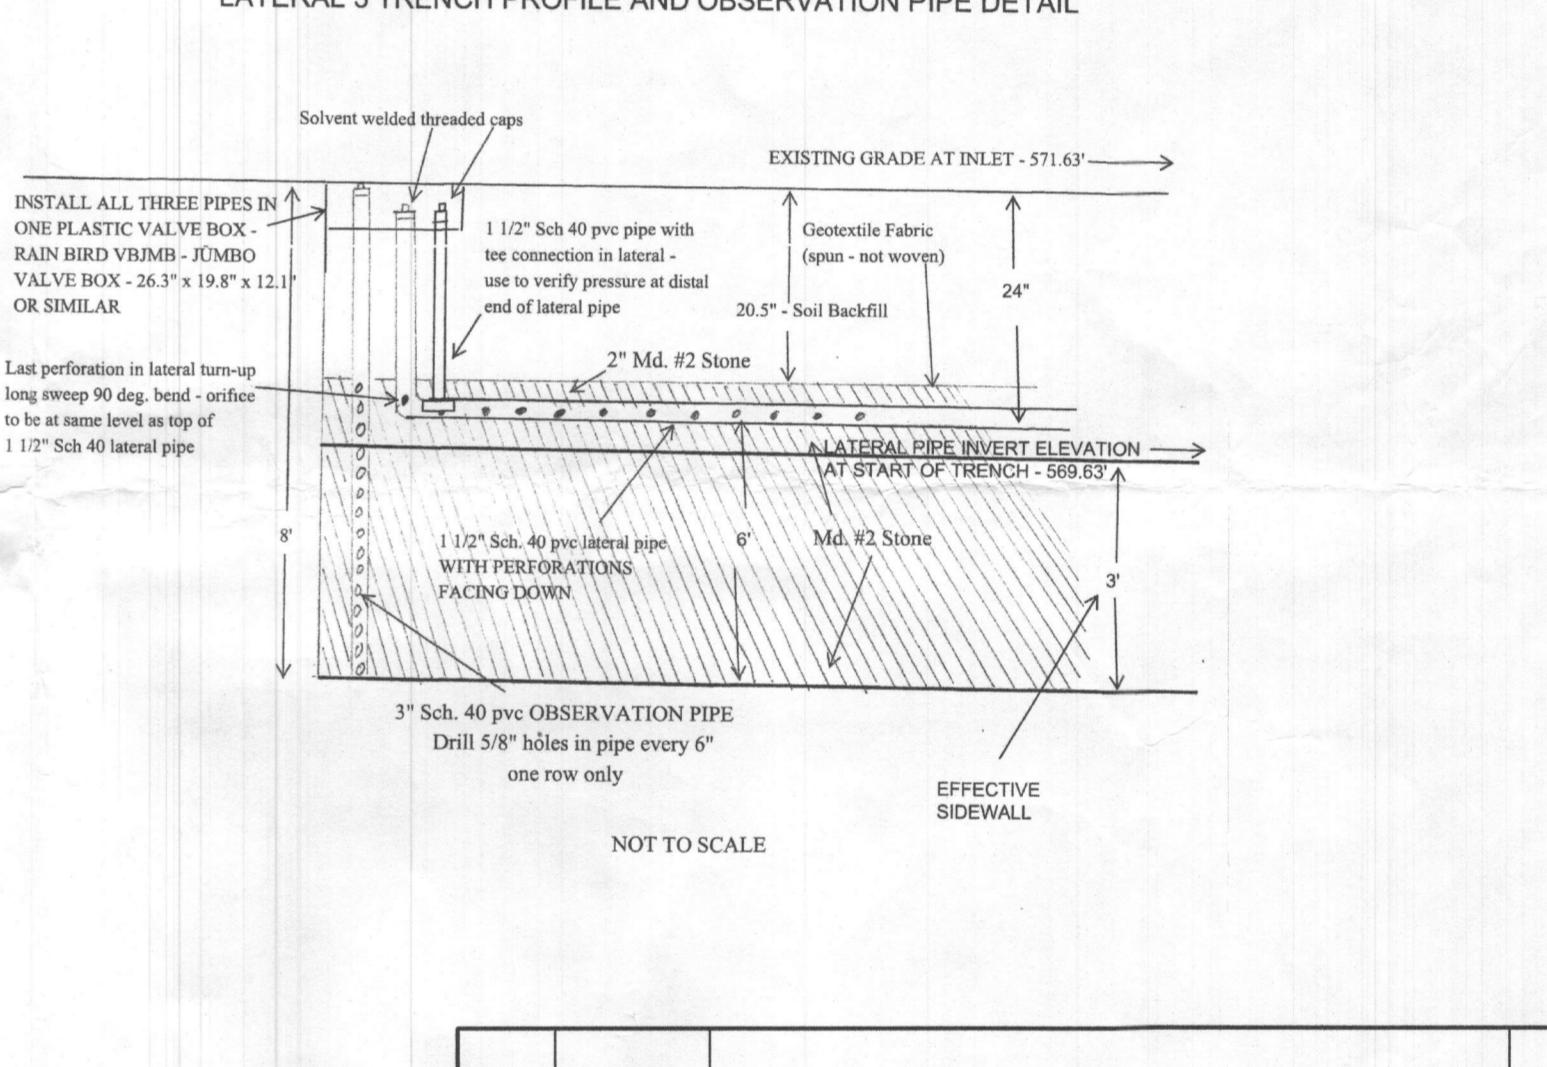 LATERAL 3 TRENCH PROFILE AND OBSERVATION PIPE DETAIL
Solvent welded threaded caps
EXISTING GRADE AT INLET - 571.63'
INSTALL ALL THREE PIPES IN
ONE PLASTIC VALVE BOX -
RAIN BIRD VBJMB - JUMBO
VALVE BOX - 26.3" x 19.8" x 12.1"
OR SIMILAR
1 1/2" Sch 40 pvc pipe with
tee connection in lateral -
use to verify pressure at distal
end of lateral pipe
Geotextile Fabric
(spun - not woven)
24"
20.5" - Soil Backfill
2" Md. #2 Stone
Last perforation in lateral turn-up
long sweep 90 deg. bend - orifice
to be at same level as top of
1 1/2" Sch 40 lateral pipe
LATERAL PIPE INVERT ELEVATION
AT START OF TRENCH - 569.63'
8'
1 1/2" Sch. 40 pvc lateral pipe
WITH PERFORATIONS
FACING DOWN
6'
Md. #2 Stone
3'
3" Sch. 40 pvc OBSERVATION PIPE
Drill 5/8" holes in pipe every 6"
one row only
EFFECTIVE
SIDEWALL
NOT TO SCALE